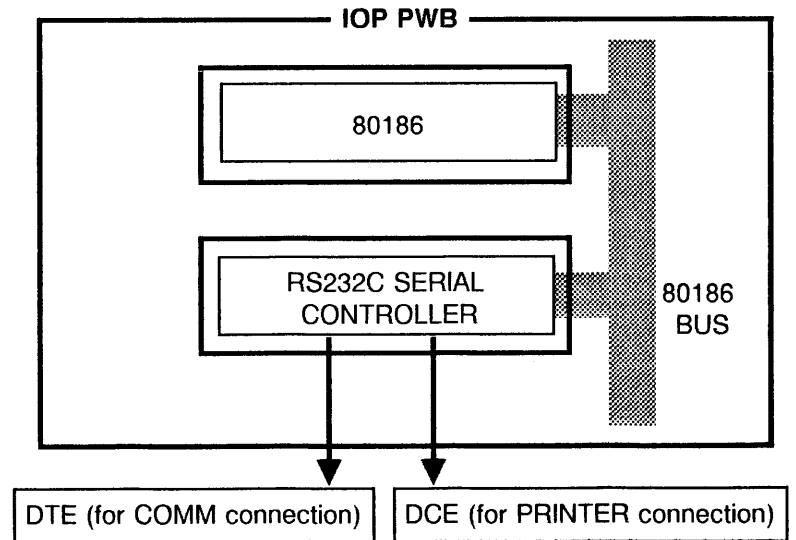 IOP PWB
80186
RS232C SERIAL
CONTROLLER
80186
BUS
DTE (for COMM connection)
DCE (for PRINTER connection)